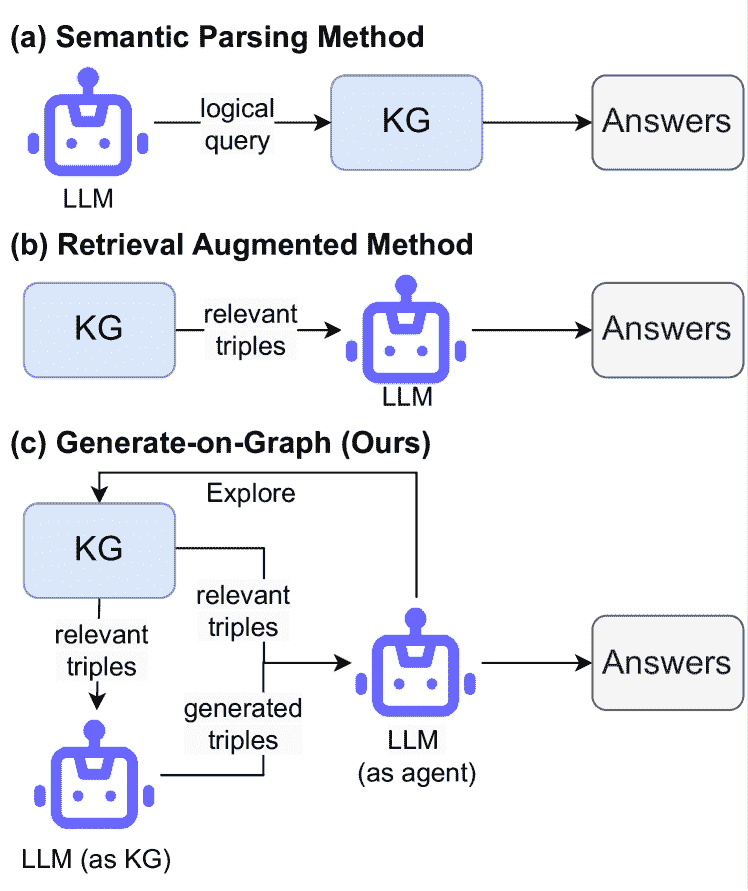 (a) Semantic Parsing Method
logical
query
KG
Answers
LLM
(b) Retrieval Augmented Method
KG
relevant
triples
Answers
LLM
(c) Generate-on-Graph (Ours)
Explore
KG
relevant
triples
relevant
triples
generated
triples
Answers
LLM
(as agent)
LLM (as KG)